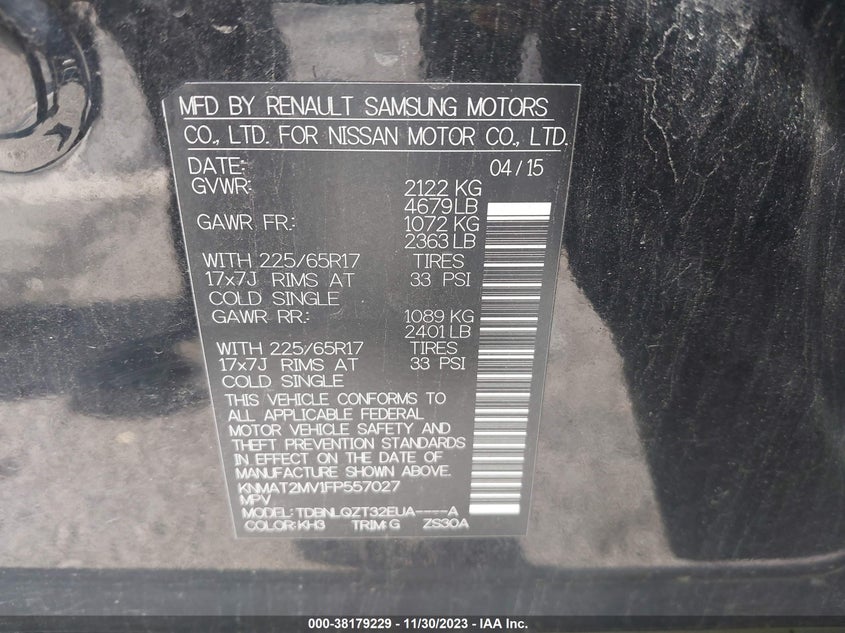 MFD BY RENAULT SAMSUNG MOTORS
CO., LTD. FOR NISSAN MOTOR CO., LTD.
DATE: 04/15
GVWR: 2122 KG
4679 LB
GAWR FR: 1072 KG
2363 LB
WITH 225/65R17 TIRES
17x7J RIMS AT 33 PSI
COLD SINGLE
GAWR RR: 1089 KG
2401 LB
WITH 225/65R17 TIRES
17x7J RIMS AT 33 PSI
COLD SINGLE
THIS VEHICLE CONFORMS TO
ALL APPLICABLE FEDERAL
MOTOR VEHICLE SAFETY AND
THEFT PREVENTION STANDARDS
IN EFFECT ON THE DATE OF
MANUFACTURE SHOWN ABOVE.
KNMAT2MV1FP557027
MPV
MODEL: TDBNLQZT32EUA----A
COLOR: KH3 TRIM: G ZS30A
000-38179229 - 11/30/2023 - IAA Inc.